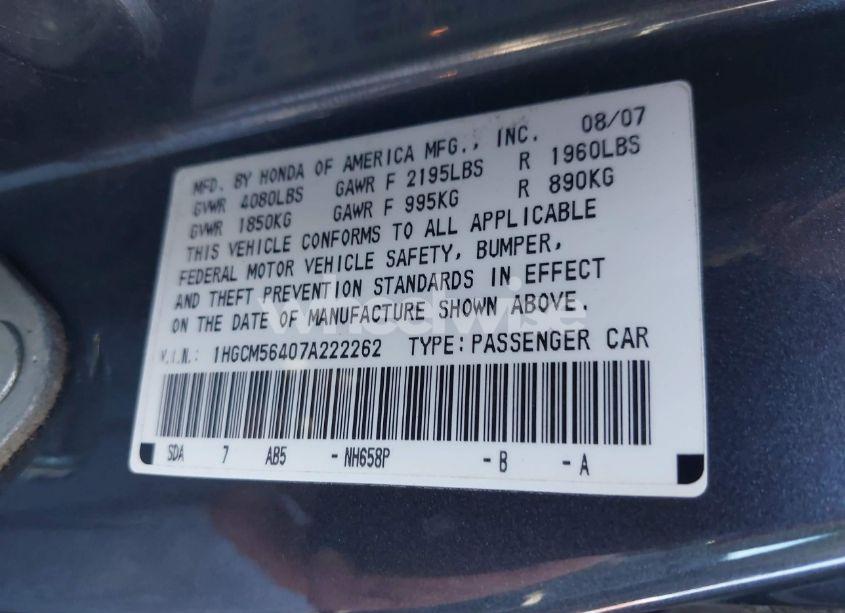 MFD. BY HONDA OF AMERICA MFG., INC. 08/07
GVWR 4080LBS GAWR F 2195LBS R 1960LBS
GVWR 1850KG GAWR F 995KG R 890KG
THIS VEHICLE CONFORMS TO ALL APPLICABLE
FEDERAL MOTOR VEHICLE SAFETY, BUMPER,
AND THEFT PREVENTION STANDARDS IN EFFECT
ON THE DATE OF MANUFACTURE SHOWN ABOVE.
wheelwise
V.I.N.: 1HGCM56407A222262 TYPE:PASSENGER CAR
SDA 7 AB5 -NH658P -B -A